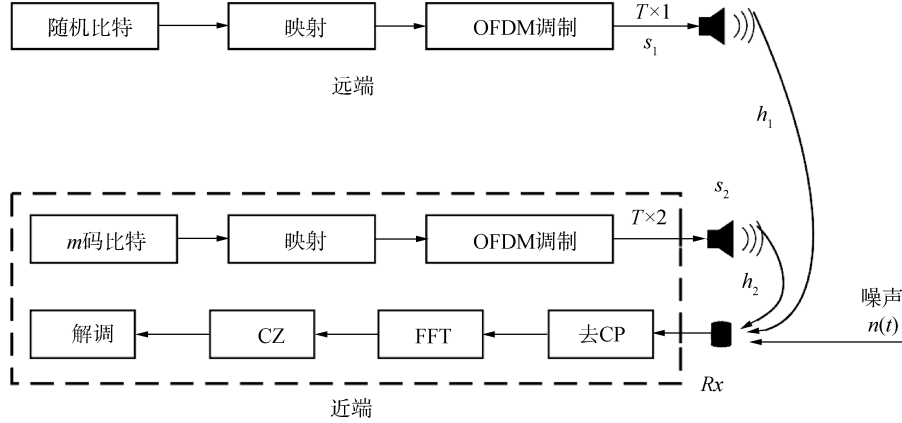 随机比特
映射
OFDM调制
T×1
s₁
远端
h₁
s₂
m码比特
映射
OFDM调制
T×2
h₂
噪声
n(t)
解调
CZ
FFT
去CP
Rx
近端